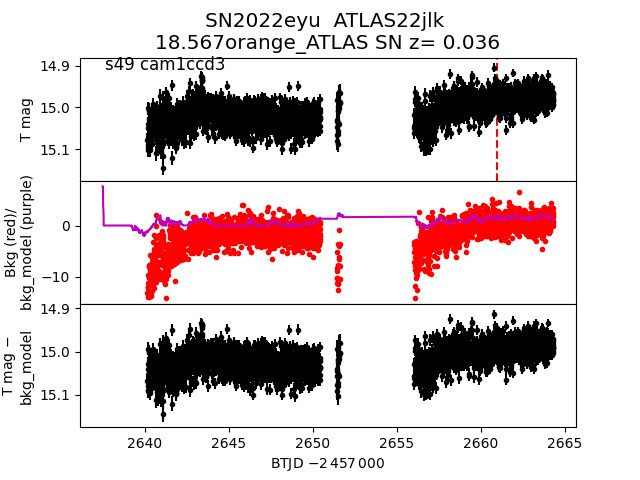 SN2022eyu  ATLAS22jlk
18.567orange_ATLAS SN z= 0.036
s49 cam1ccd3
14.9
15.0
15.1
T mag
0
−10
Bkg (red)/
bkg_model (purple)
14.9
15.0
15.1
T mag −
bkg_model
2640 2645 2650 2655 2660 2665
BTJD −2 457 000